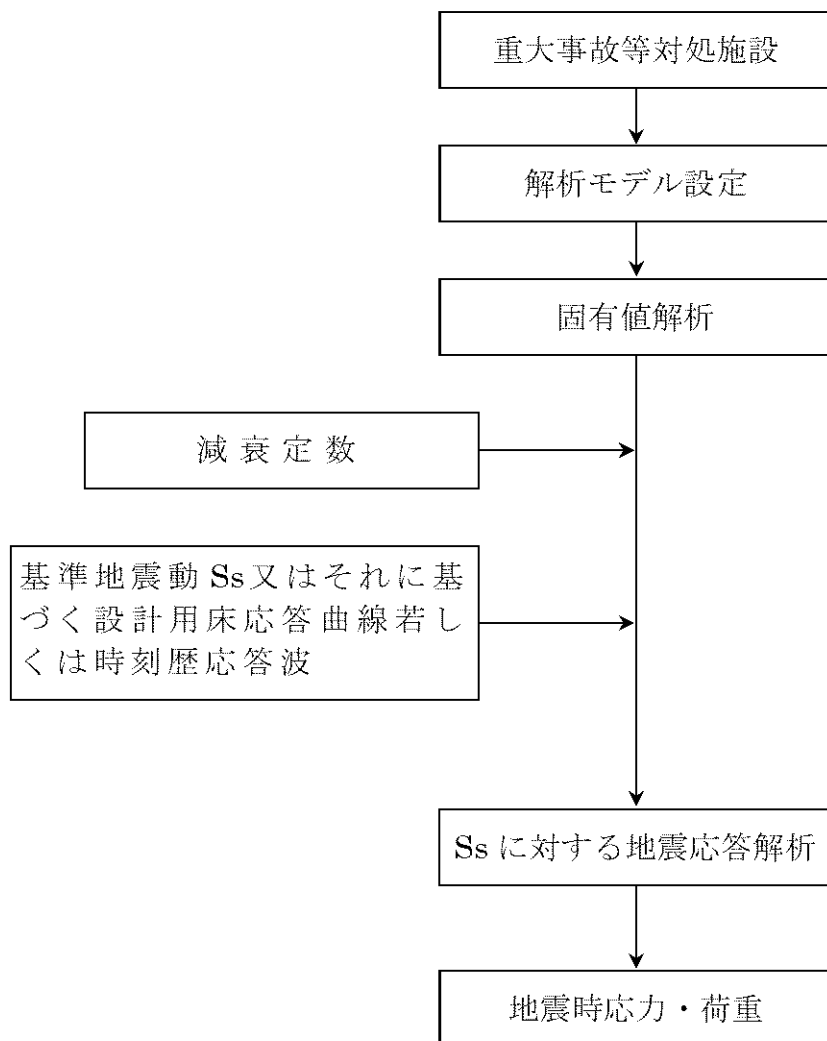 重大事故等対処施設
解析モデル設定
固有値解析
減衰定数
基準地震動Ss又はそれに基
づく設計用床応答曲線若し
くは時刻歴応答波
Ssに対する地震応答解析
地震時応力・荷重